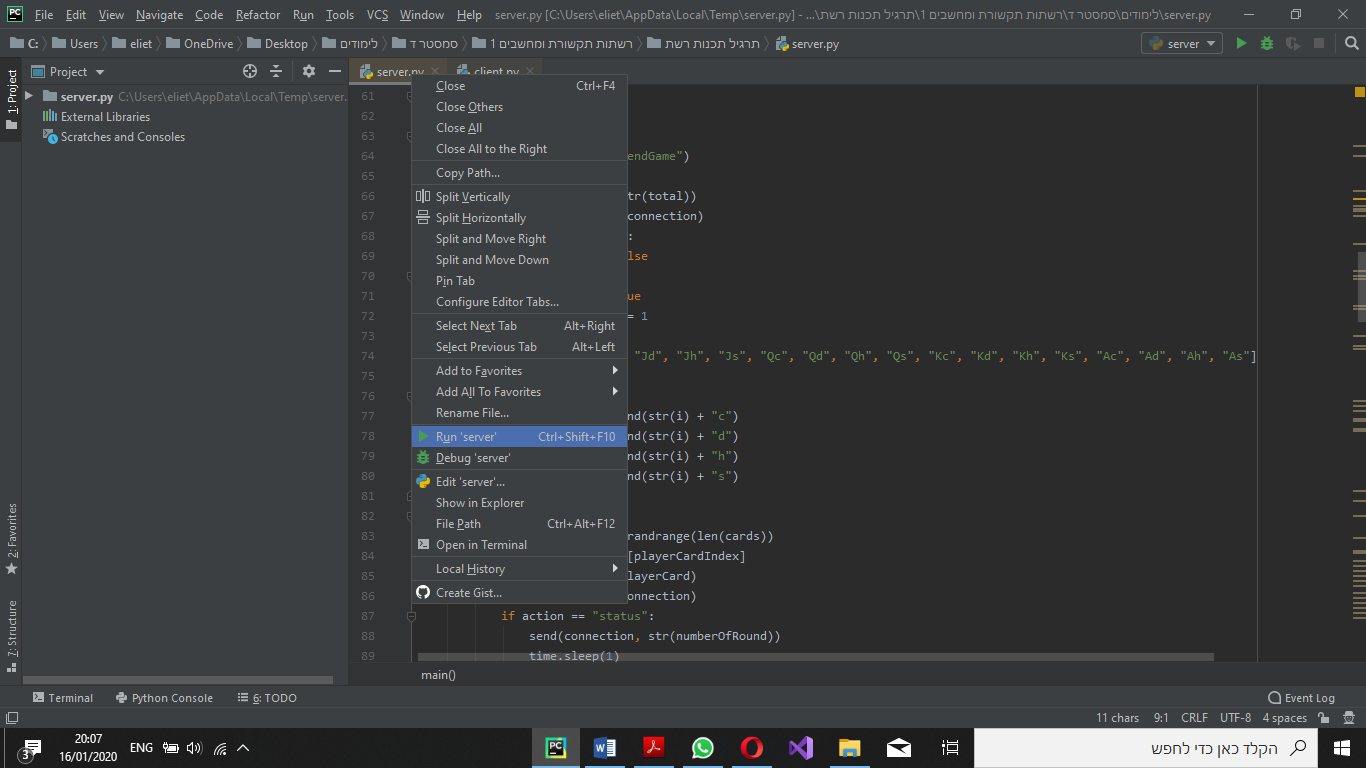 File Edit View Navigate Code Refactor Run Tools VCS Window Help server.py [C:\Users\eliet\AppData\Local\Temp\server.py] - ...\לימודים\סמסטר ד\רשתות תקשורת ומחשבים 1\תרגיל תכנות רשת\server.py
C: Users eliet OneDrive Desktop לימודים סמסטר ד רשתות תקשורת ומחשבים 1 תרגיל תכנות רשת server.py server
1: Project
Project
server.py C:\Users\eliet\AppData\Local\Temp\server.
External Libraries
Scratches and Consoles
server.py client.py
Close Ctrl+F4
Close Others
Close All
Close All to the Right
Copy Path...
Split Vertically
Split Horizontally
Split and Move Right
Split and Move Down
Pin Tab
Configure Editor Tabs...
Select Next Tab Alt+Right
Select Previous Tab Alt+Left
Add to Favorites
Add All To Favorites
Rename File...
Run 'server' Ctrl+Shift+F10
Debug 'server'
Edit 'server'...
Show in Explorer
File Path Ctrl+Alt+F12
Open in Terminal
Local History
Create Gist...
61
62
63
64 endGame")
65
66 tr(total))
67 connection)
68 :
69 lse
70
71 ue
72 = 1
73
74 "Jd", "Jh", "Js", "Qc", "Qd", "Qh", "Qs", "Kc", "Kd", "Kh", "Ks", "Ac", "Ad", "Ah", "As"]
75
76
77 nd(str(i) + "c")
78 nd(str(i) + "d")
79 nd(str(i) + "h")
80 nd(str(i) + "s")
81
82
83 randrange(len(cards))
84 [playerCardIndex]
85 layerCard)
86 onnection)
87 if action == "status":
88 send(connection, str(numberOfRound))
89 time.sleep(1)
main()
2: Favorites
7: Structure
Terminal Python Console 6: TODO Event Log
11 chars 9:1 CRLF UTF-8 4 spaces
3
20:07
16/01/2020
ENG
הקלד כאן כדי לחפש